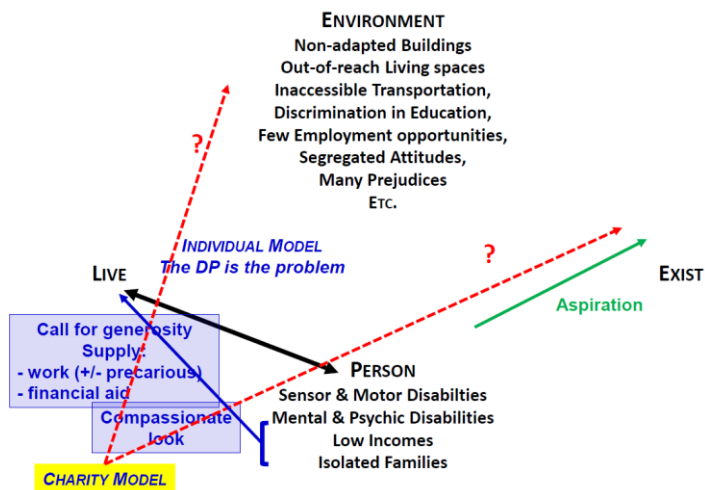 ENVIRONMENT
Non-adapted Buildings
Out-of-reach Living spaces
Inaccessible Transportation,
Discrimination in Education,
Few Employment opportunities,
Segregated Attitudes,
Many Prejudices
ETC.
?
INDIVIDUAL MODEL
The DP is the problem
?
LIVE
EXIST
Aspiration
Call for generosity
Supply:
- work (+/- precarious)
- financial aid
Compassionate
look
PERSON
Sensor & Motor Disabilties
Mental & Psychic Disabilities
Low Incomes
Isolated Families
CHARITY MODEL